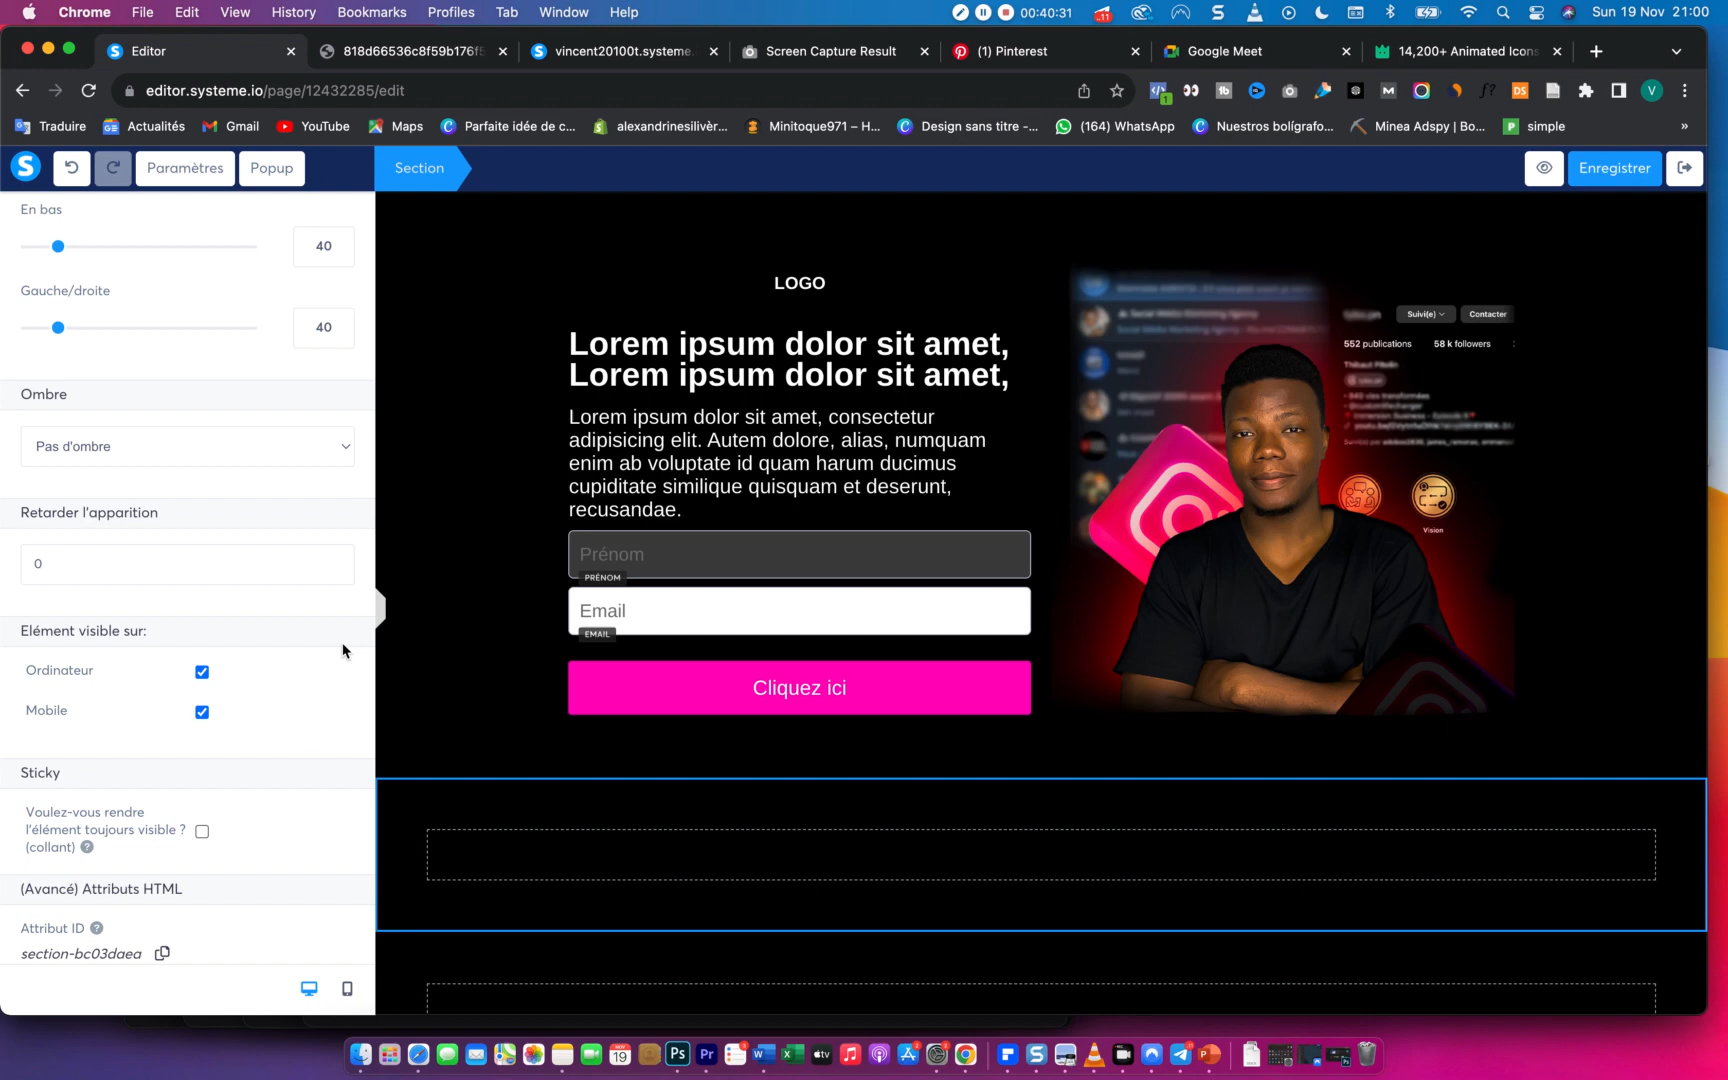 Chrome File Edit View History Bookmarks Profiles Tab Window Help
00:40:31
11
Sun 19 Nov 21:00
Editor
818d66536c8f59b176f5
vincent20100t.systeme.
Screen Capture Result
(1) Pinterest
Google Meet
14,200+ Animated Icons
editor.systeme.io/page/12432285/edit
Traduire
Actualités
Gmail
YouTube
Maps
Parfaite idée de c...
alexandrinesilivèr...
Minitoque971 – H...
Design sans titre -...
(164) WhatsApp
Nuestros bolígrafo...
Minea Adspy | Bo...
simple
»
Paramètres
Popup
Section
Enregistrer
En bas
40
Gauche/droite
40
Ombre
Pas d'ombre
Retarder l'apparition
0
Elément visible sur:
Ordinateur
Mobile
Sticky
Voulez-vous rendre
l'élément toujours visible ?
(collant)
(Avancé) Attributs HTML
Attribut ID
section-bc03daea
LOGO
Lorem ipsum dolor sit amet,
Lorem ipsum dolor sit amet,
Lorem ipsum dolor sit amet, consectetur
adipisicing elit. Autem dolore, alias, numquam
enim ab voluptate id quam harum ducimus
cupiditate similique quisquam et deserunt,
recusandae.
Prénom
PRÉNOM
Email
EMAIL
Cliquez ici
Suivi(e)
Contacter
552 publications 58 k followers
Vision
NOV
19
Ps
Pr